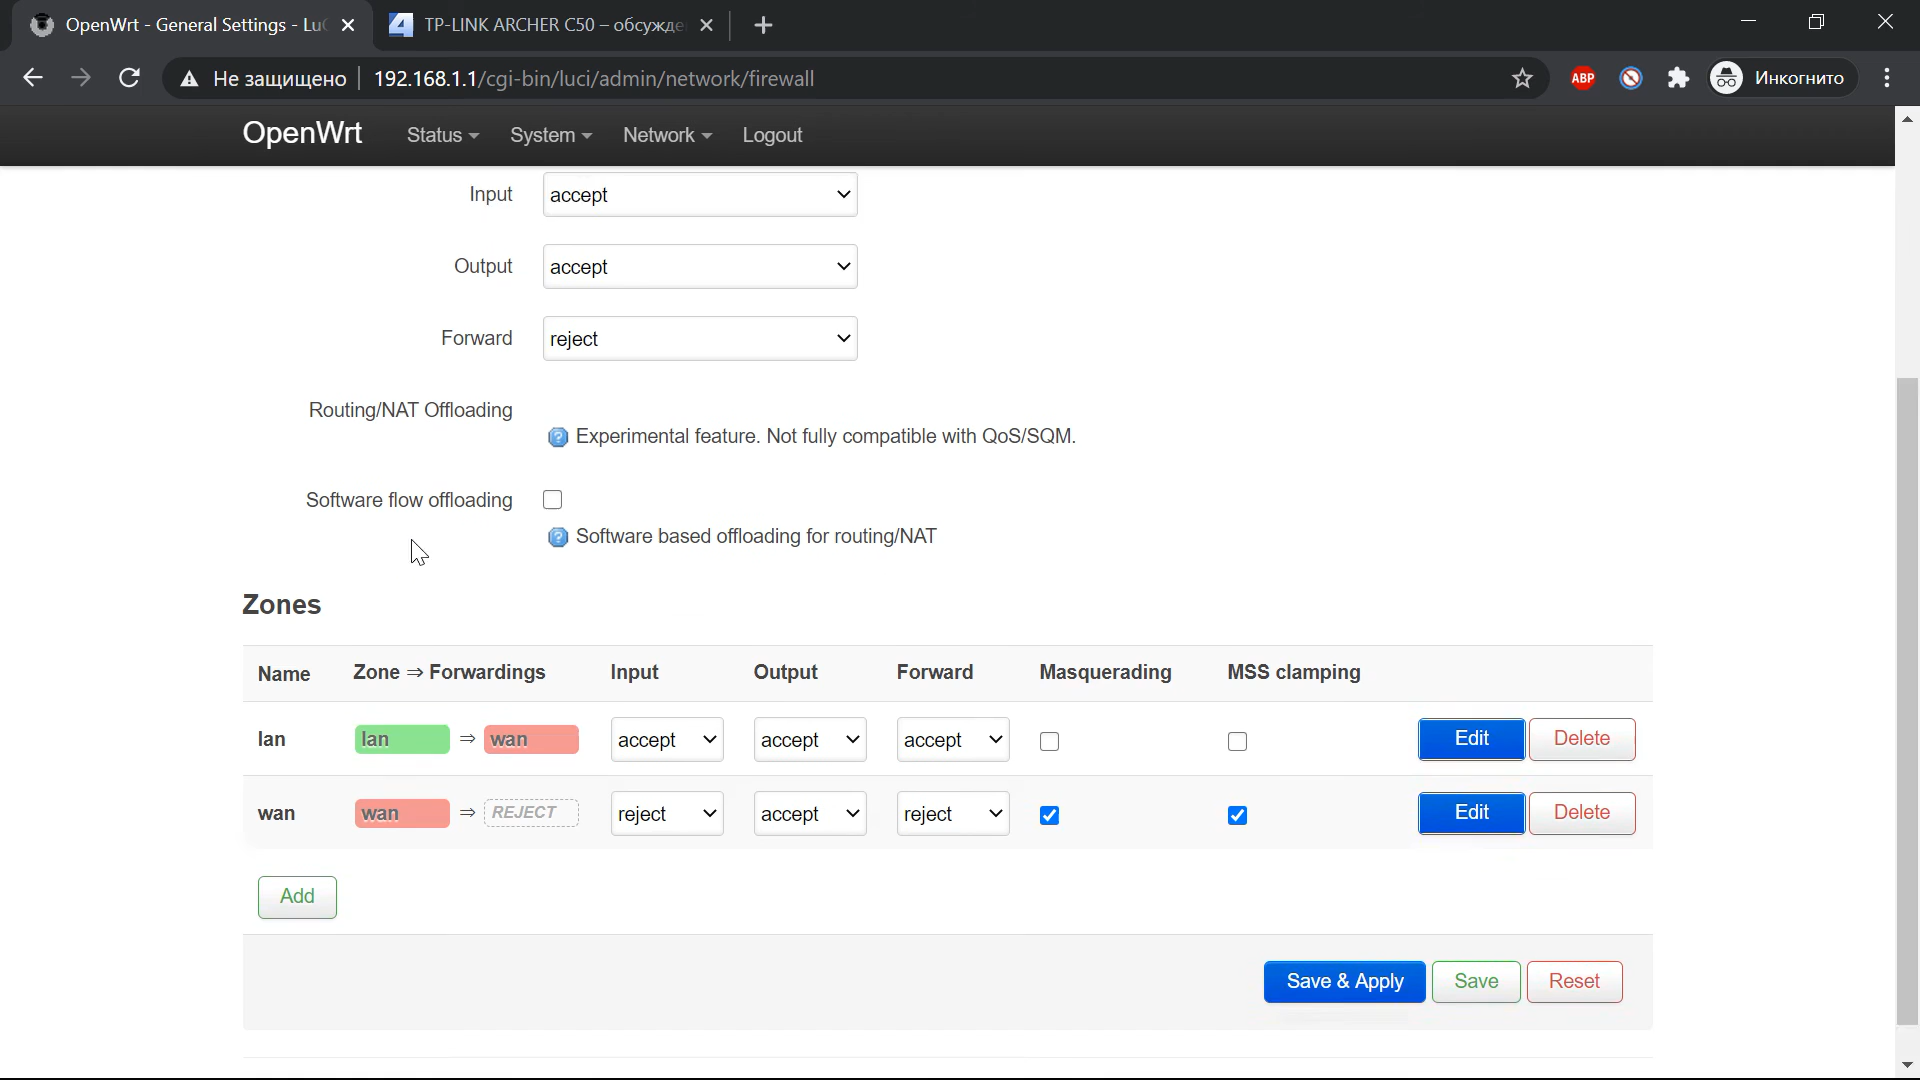 OpenWrt - General Settings - Lu
TP-LINK ARCHER C50 – обсужде
Не защищено
192.168.1.1/cgi-bin/luci/admin/network/firewall
ABP
Инкогнито
OpenWrt
Status
System
Network
Logout
Input
accept
Output
accept
Forward
reject
Routing/NAT Offloading
Experimental feature. Not fully compatible with QoS/SQM.
Software flow offloading
Software based offloading for routing/NAT
Zones
Name Zone ⇒ Forwardings Input Output Forward Masquerading MSS clamping
lan lan ⇒ wan accept accept accept Edit Delete
wan wan ⇒ REJECT reject accept reject Edit Delete
Add
Save & Apply Save Reset